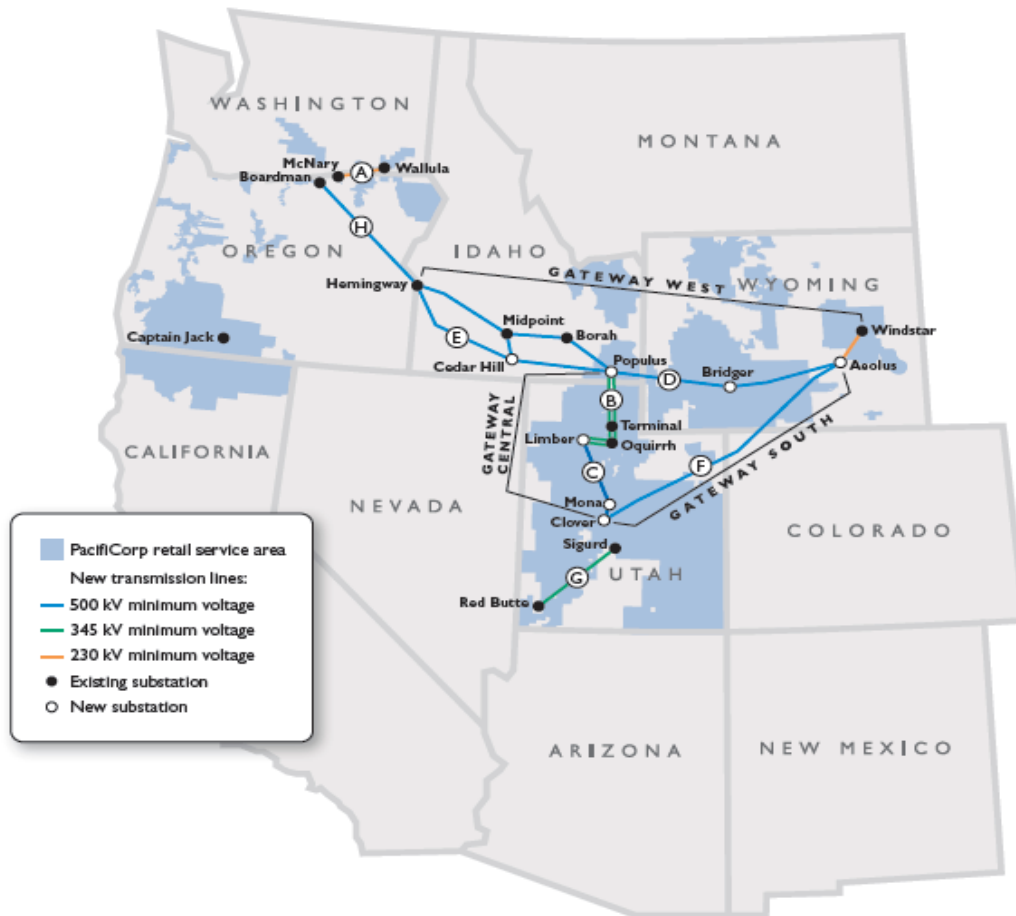 WASHINGTON
MONTANA
McNary
A
Wallula
Boardman
H
OREGON
IDAHO
GATEWAY WEST
WYOMING
Hemingway
Captain Jack
E
Midpoint
Borah
Windstar
Cedar Hill
Populus
D
Bridger
Aeolus
B
GATEWAY
CENTRAL
Terminal
Limber
Oquirrh
CALIFORNIA
C
F
GATEWAY SOUTH
NEVADA
Mona
Clover
COLORADO
Sigurd
G
UTAH
Red Butte
PacifiCorp retail service area
New transmission lines:
500 kV minimum voltage
345 kV minimum voltage
230 kV minimum voltage
Existing substation
New substation
ARIZONA
NEW MEXICO